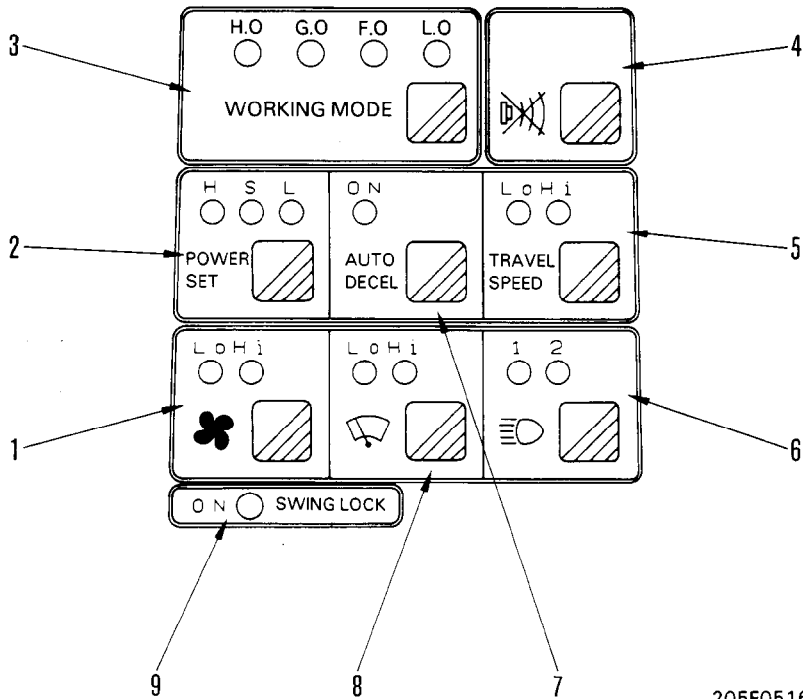 H.O G.O F.O L.O
3
4
WORKING MODE
H S L
ON
Lo Hi
2
5
POWER SET
AUTO DECEL
TRAVEL SPEED
Lo Hi
Lo Hi
1 2
1
6
ON SWING LOCK
9
8
7
205F0516